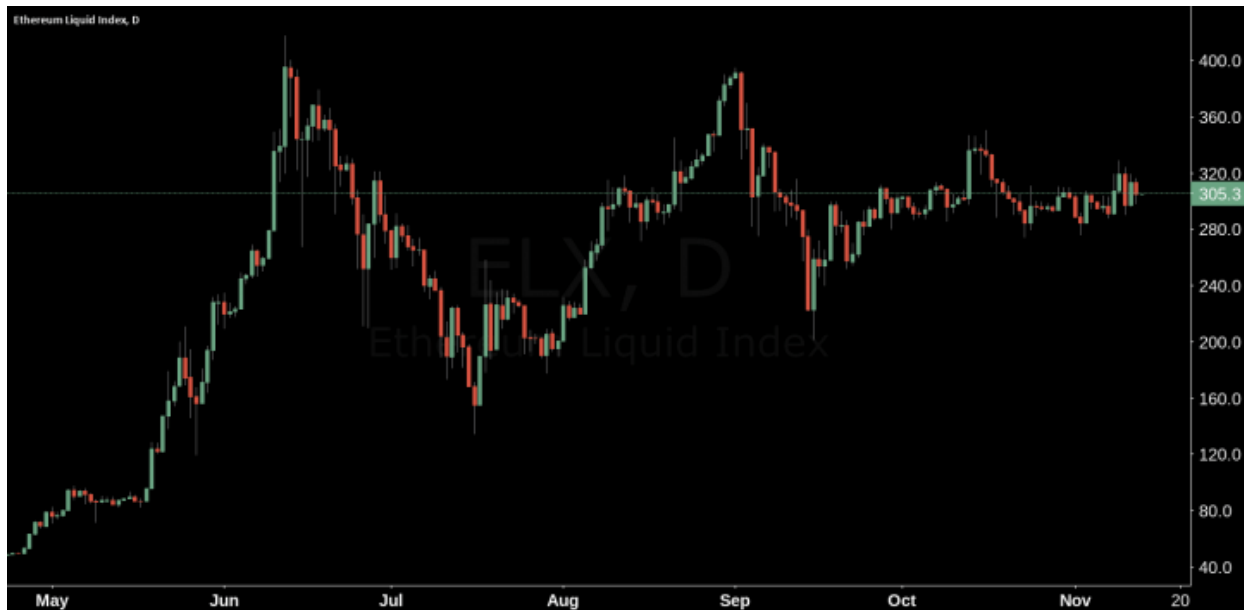 Ethereum Liquid Index, D
400.0
360.0
320.0
305.3
280.0
ELX, D
240.0
Ethereum Liquid Index
200.0
160.0
120.0
80.0
40.0
May Jun Jul Aug Sep Oct Nov 20